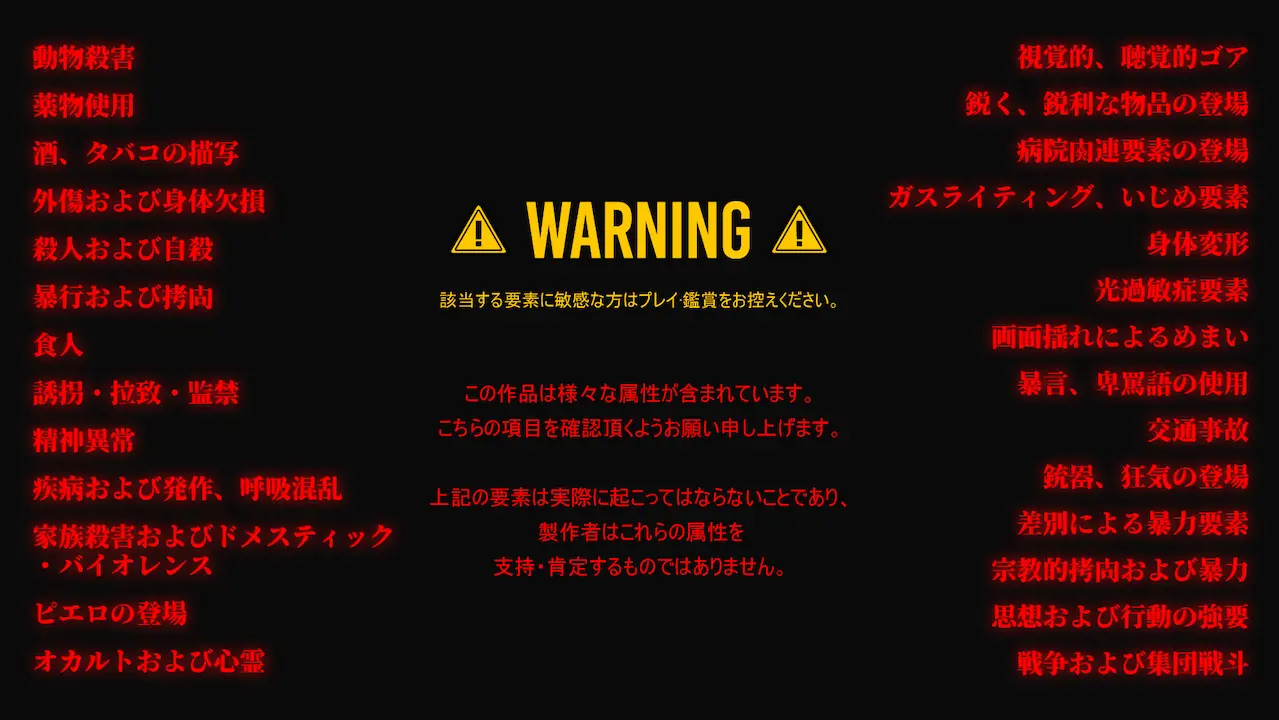 動物殺害
薬物使用
酒、タバコの描写
外傷および身体欠損
殺人および自殺
暴行および拷問
食人
誘拐・拉致・監禁
精神異常
疾病および発作、呼吸混乱
家族殺害およびドメスティック
・バイオレンス
ピエロの登場
オカルトおよび心霊
WARNING
該当する要素に敏感な方はプレイ・鑑賞をお控えください。
この作品は様々な属性が含まれています。
こちらの項目を確認頂くようお願い申し上げます。
上記の要素は実際に起こってはならないことであり、
製作者はこれらの属性を
支持・肯定するものではありません。
視覚的、聴覚的ゴア
鋭く、鋭利な物品の登場
病院関連要素の登場
ガスライティング、いじめ要素
身体変形
光過敏症要素
画面揺れによるめまい
暴言、卑罵語の使用
交通事故
銃器、狂気の登場
差別による暴力要素
宗教的拷問および暴力
思想および行動の強要
戦争および集団戦斗